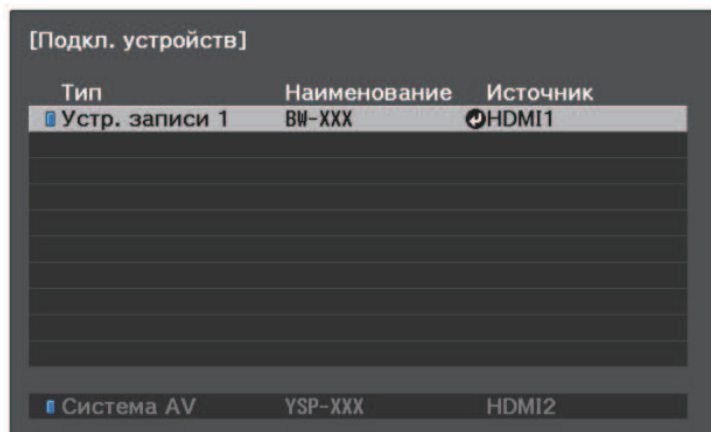 [Подкл. устройств]
Тип Наименование Источник
Устр. записи 1 BW-XXX HDMI1
Система AV YSP-XXX HDMI2